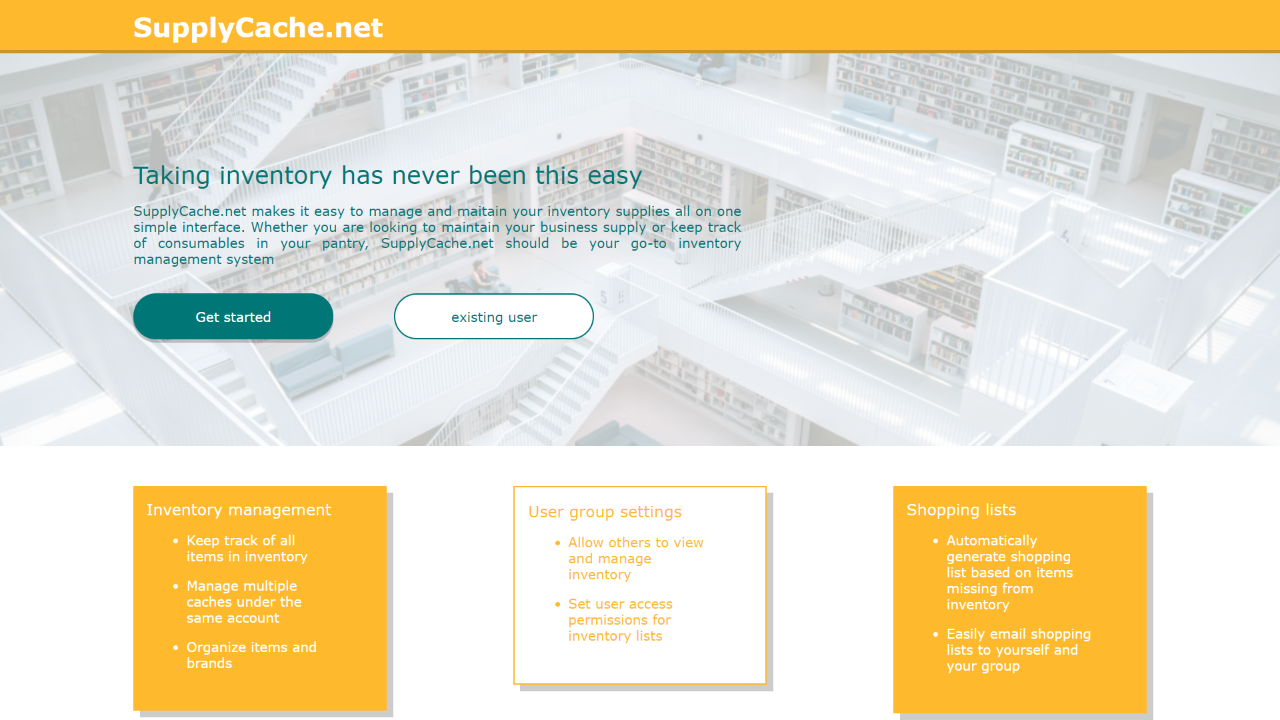 SupplyCache.net
Taking inventory has never been this easy
SupplyCache.net makes it easy to manage and maitain your inventory supplies all on one
simple interface. Whether you are looking to maintain your business supply or keep track
of consumables in your pantry, SupplyCache.net should be your go-to inventory
management system
Get started
existing user
Inventory management
• Keep track of all
items in inventory
• Manage multiple
caches under the
same account
• Organize items and
brands
User group settings
• Allow others to view
and manage
inventory
• Set user access
permissions for
inventory lists
Shopping lists
• Automatically
generate shopping
list based on items
missing from
inventory
• Easily email shopping
lists to yourself and
your group